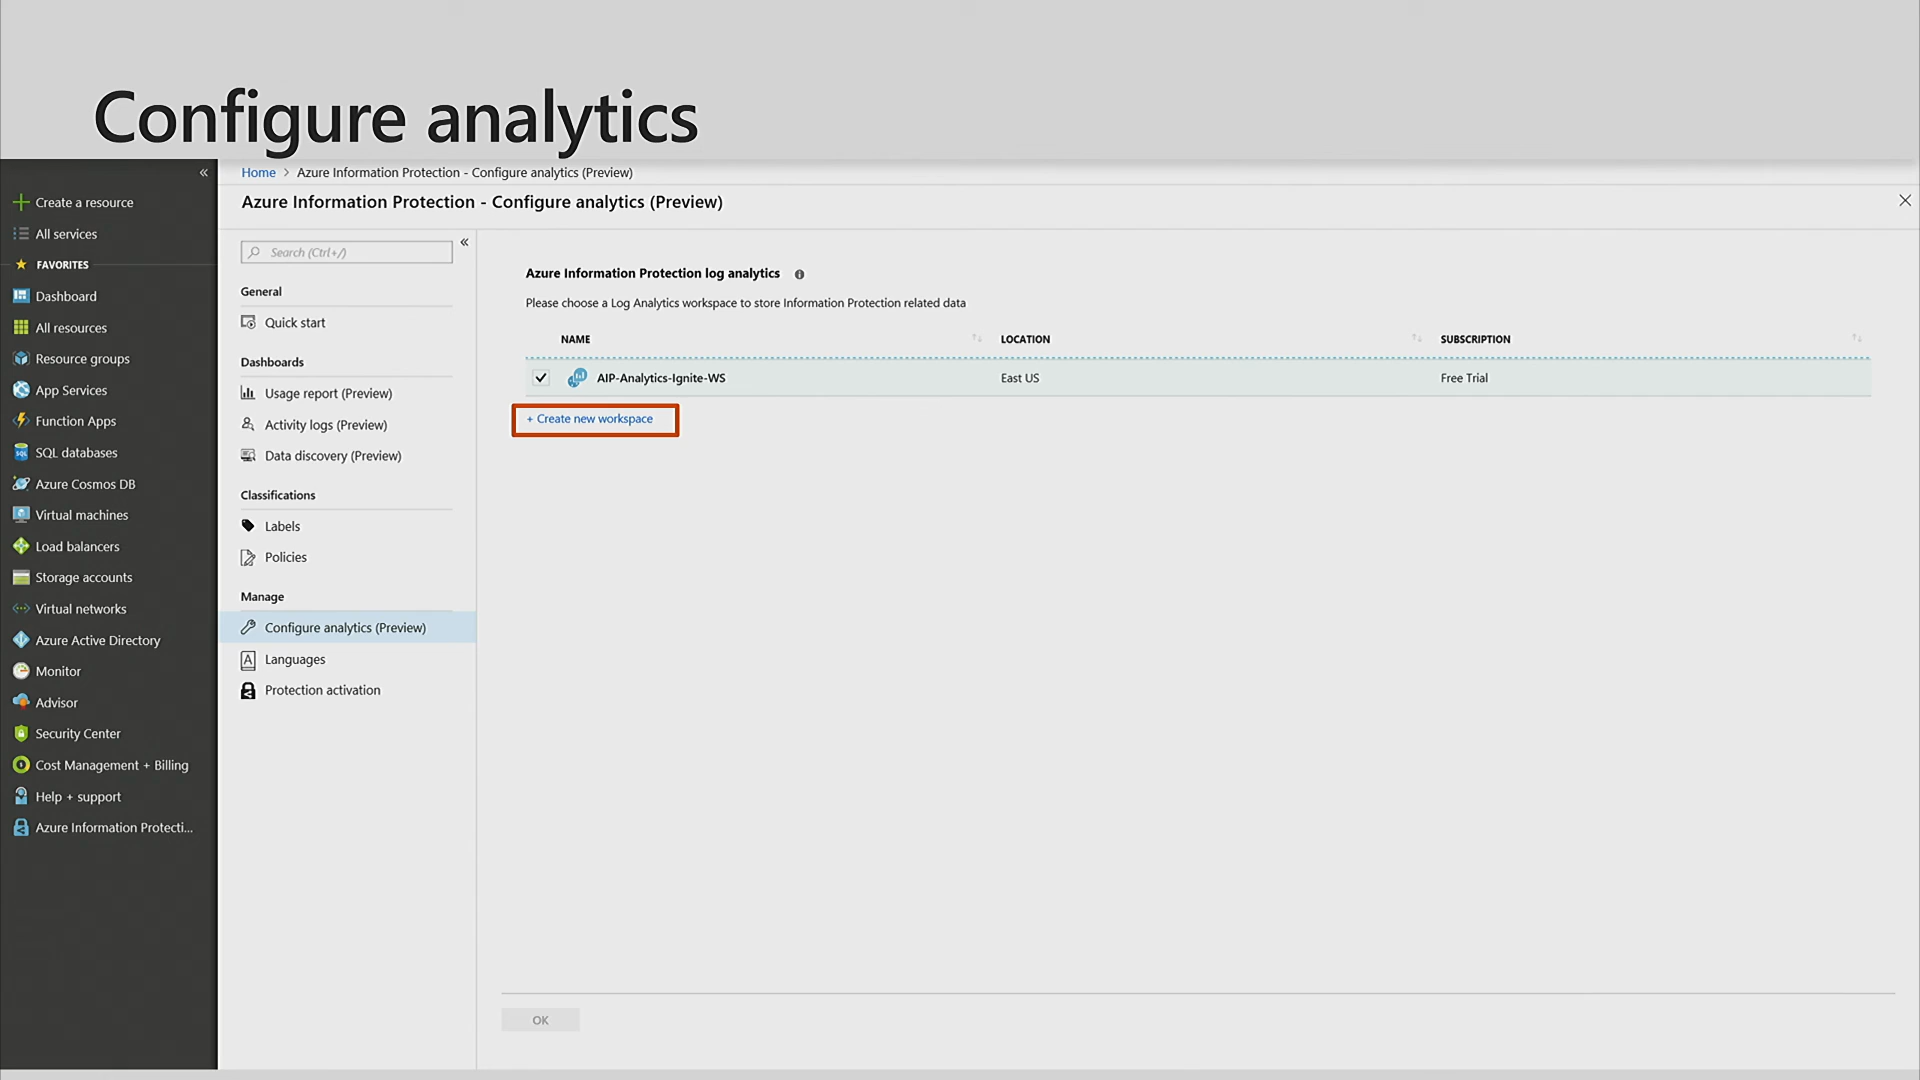 Configure analytics
«
Create a resource
All services
FAVORITES
Dashboard
All resources
Resource groups
App Services
Function Apps
SQL databases
Azure Cosmos DB
Virtual machines
Load balancers
Storage accounts
Virtual networks
Azure Active Directory
Monitor
Advisor
Security Center
Cost Management + Billing
Help + support
Azure Information Protecti...
Home > Azure Information Protection - Configure analytics (Preview)
Azure Information Protection - Configure analytics (Preview)
Search (Ctrl+/)
«
General
Quick start
Dashboards
Usage report (Preview)
Activity logs (Preview)
Data discovery (Preview)
Classifications
Labels
Policies
Manage
Configure analytics (Preview)
Languages
Protection activation
Azure Information Protection log analytics
Please choose a Log Analytics workspace to store Information Protection related data
NAME LOCATION SUBSCRIPTION
AIP-Analytics-Ignite-WS East US Free Trial
+ Create new workspace
OK